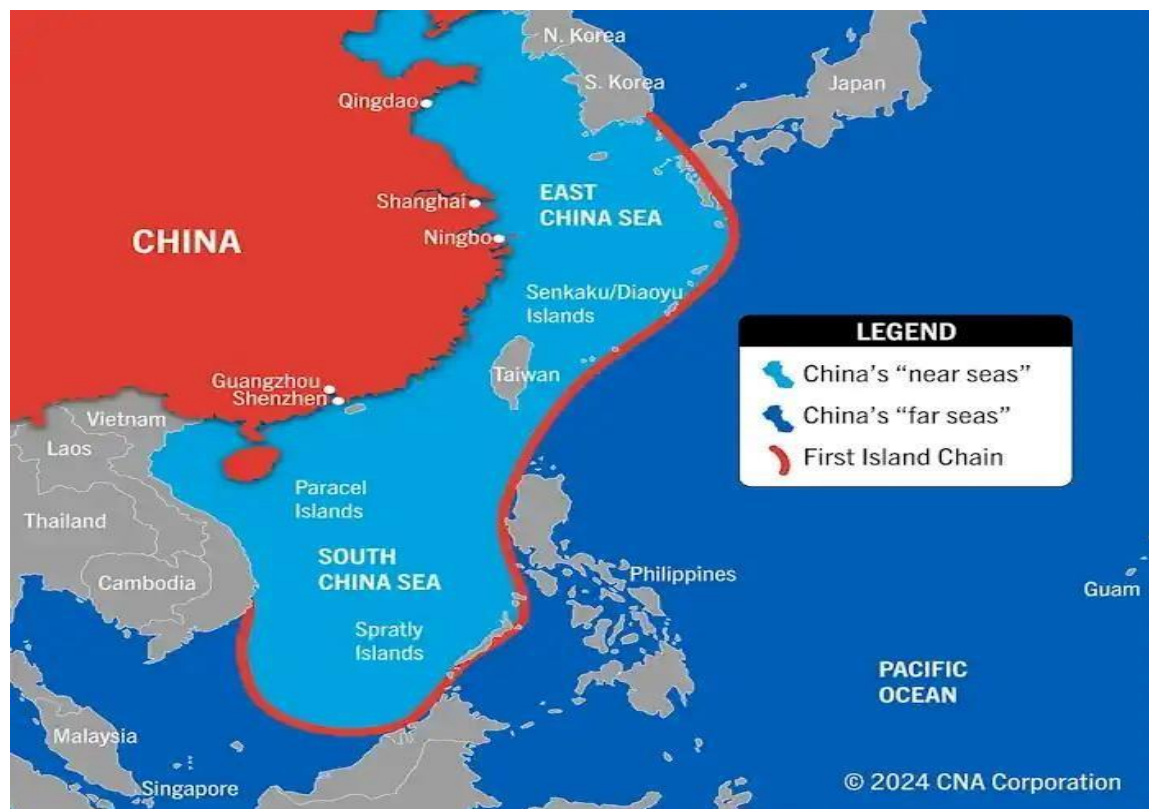 N. Korea
S. Korea
Japan
Qingdao
EAST
CHINA SEA
Shanghai
Ningbo
CHINA
Senkaku/Diaoyu
Islands
LEGEND
China's "near seas"
China's "far seas"
First Island Chain
Taiwan
Guangzhou
Shenzhen
Vietnam
Laos
Paracel
Islands
Thailand
SOUTH
CHINA SEA
Cambodia
Philippines
Guam
Spratly
Islands
PACIFIC
OCEAN
Malaysia
Singapore
© 2024 CNA Corporation